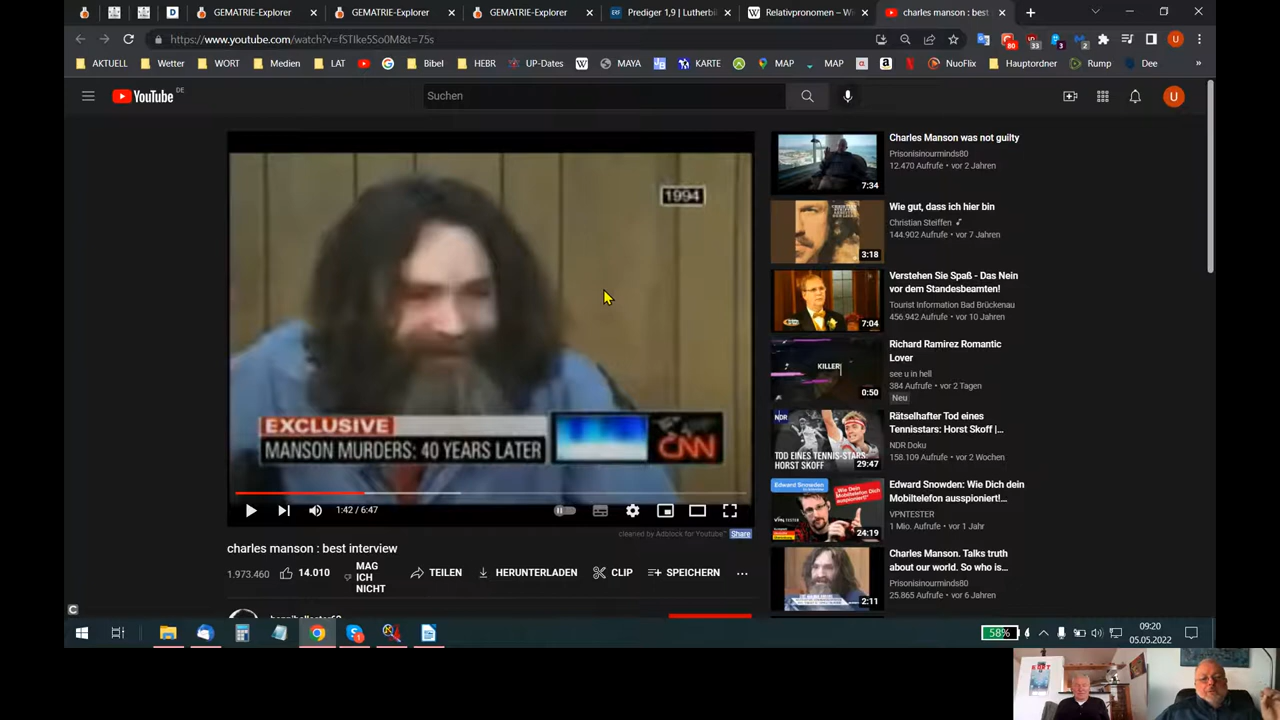 GEMATRIE-Explorer
GEMATRIE-Explorer
GEMATRIE-Explorer
Prediger 1,9 | Lutherbil
Relativpronomen – Wi
charles manson : best i
https://www.youtube.com/watch?v=fSTIke5So0M&t=75s
80
33
3
2
U
AKTUELL
Wetter
WORT
Medien
LAT
Bibel
HEBR
UP-Dates
MAYA
KARTE
MAP
MAP
NuoFlix
Hauptordner
Rump
Dee
»
YouTube DE
Suchen
U
1994
EXCLUSIVE
MANSON MURDERS: 40 YEARS LATER
CNN
1:42 / 6:47
cleaned by Adblock for Youtube™ Share
charles manson : best interview
1.973.460
14.010
MAG
ICH
NICHT
TEILEN
HERUNTERLADEN
CLIP
SPEICHERN
Charles Manson was not guilty
Prisonisinourminds80
12.470 Aufrufe • vor 2 Jahren
7:34
Wie gut, dass ich hier bin
Christian Steiffen
144.902 Aufrufe • vor 7 Jahren
3:18
Verstehen Sie Spaß - Das Nein
vor dem Standesbeamten!
Tourist Information Bad Brückenau
456.942 Aufrufe • vor 10 Jahren
7:04
Richard Ramirez Romantic
Lover
see u in hell
384 Aufrufe • vor 2 Tagen
Neu
KILLER
0:50
Rätselhafter Tod eines
Tennisstars: Horst Skoff |...
NDR Doku
158.109 Aufrufe • vor 2 Wochen
NDR
TOD EINES TENNIS-STARS
HORST SKOFF
29:47
Edward Snowden: Wie Dich dein
Mobiltelefon ausspioniert!...
VPNTESTER
1 Mio. Aufrufe • vor 1 Jahr
Edward Snowden
24:19
Charles Manson. Talks truth
about our world. So who is...
Prisonisinourminds80
25.865 Aufrufe • vor 6 Jahren
2:11
58%
09:20
05.05.2022